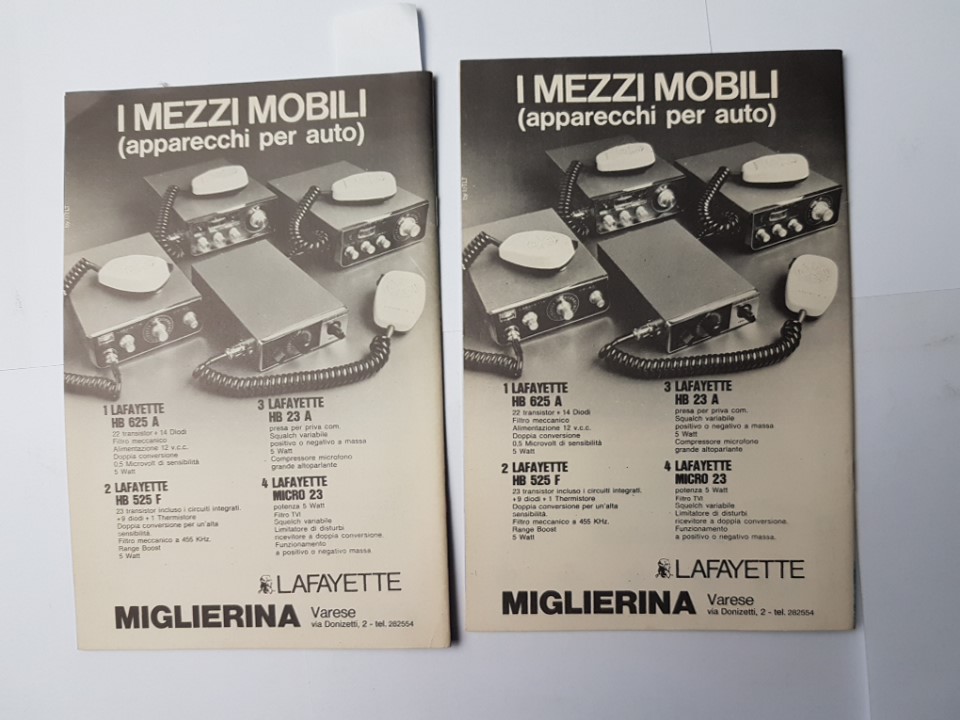 I MEZZI MOBILI
(apparecchi per auto)
1 LAFAYETTE
HB 625 A
22 transistor + 14 Diodi
Filtro meccanico
Alimentazione 12 v.c.c.
Doppia conversione
0,5 Microvolt di sensibilità
5 Watt
2 LAFAYETTE
HB 525 F
23 transistor incluso i circuiti integrati.
+9 diodi + 1 Thermistore
Doppia conversione per un'alta
sensibilità.
Filtro meccanico a 455 KHz.
Range Boost
5 Watt
3 LAFAYETTE
HB 23 A
presa per priva com.
Squalch variabile
positivo o negativo a massa
5 Watt
Compressore microfono
grande altoparlante
4 LAFAYETTE
MICRO 23
potenza 5 Watt
Filtro TVI
Squelch variabile
Limitatore di disturbi
ricevitore a doppia conversione.
Funzionamento
a positivo o negativo massa.
LAFAYETTE
MIGLIERINA Varese
via Donizetti, 2 - tel. 282554
I MEZZI MOBILI
(apparecchi per auto)
1 LAFAYETTE
HB 625 A
22 transistor + 14 Diodi
Filtro meccanico
Alimentazione 12 v.c.c.
Doppia conversione
0,5 Microvolt di sensibilità
5 Watt
2 LAFAYETTE
HB 525 F
23 transistor incluso i circuiti integrati.
+9 diodi + 1 Thermistore
Doppia conversione per un'alta
sensibilità.
Filtro meccanico a 455 KHz.
Range Boost
5 Watt
3 LAFAYETTE
HB 23 A
presa per priva com.
Squalch variabile
positivo o negativo a massa
5 Watt
Compressore microfono
grande altoparlante
4 LAFAYETTE
MICRO 23
potenza 5 Watt
Filtro TVI
Squelch variabile
Limitatore di disturbi
ricevitore a doppia conversione.
Funzionamento
a positivo o negativo massa.
LAFAYETTE
MIGLIERINA Varese
via Donizetti, 2 - tel. 282554